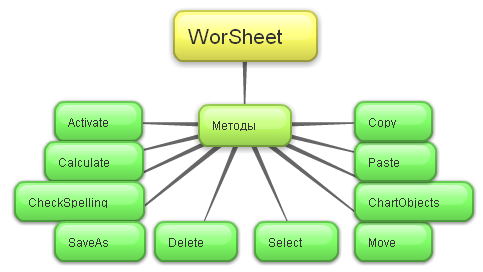 WorSheet
Методы
Activate
Copy
Calculate
Paste
CheckSpelling
ChartObjects
SaveAs
Delete
Select
Move